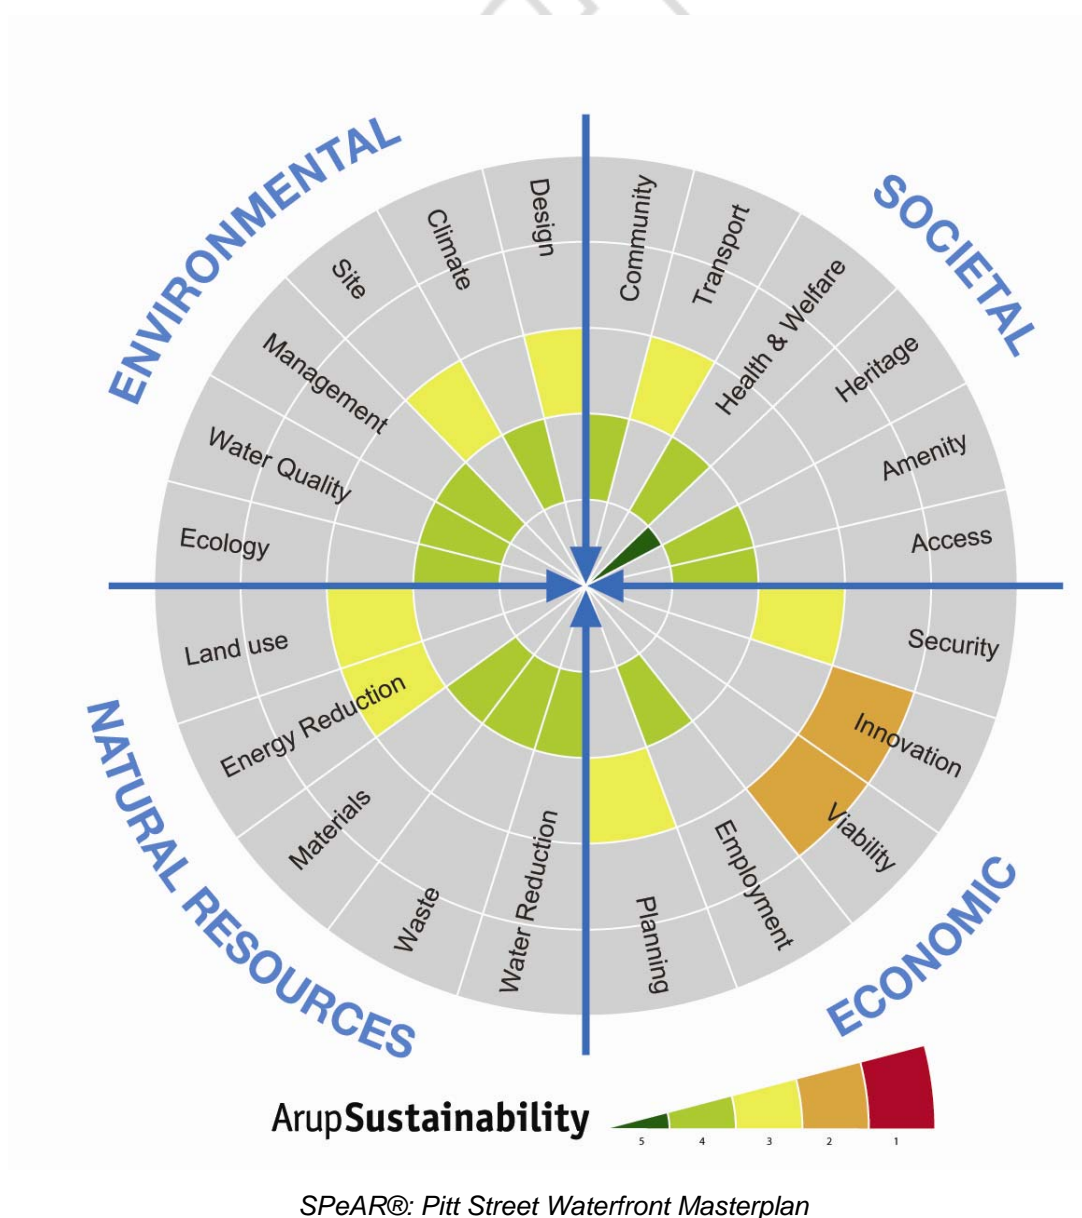 ENVIRONMENTAL
SOCIETAL
Design
Climate
Site
Management
Water Quality
Ecology
Community
Transport
Health & Welfare
Heritage
Amenity
Access
Land use
Energy Reduction
Materials
Waste
Water Reduction
Security
Innovation
Viability
Employment
Planning
NATURAL RESOURCES
ECONOMIC
ArupSustainability
5 4 3 2 1
SPeAR®: Pitt Street Waterfront Masterplan